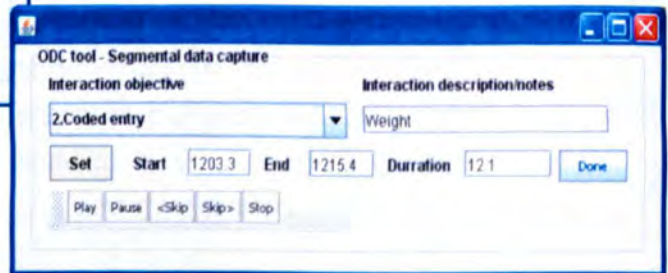 ODC tool - Segmental data capture
Interaction objective Interaction description/notes
2.Coded entry Weight
Set Start 1203.3 End 1215.4 Durration 12.1 Done
Play Pause <Skip Skip> Stop